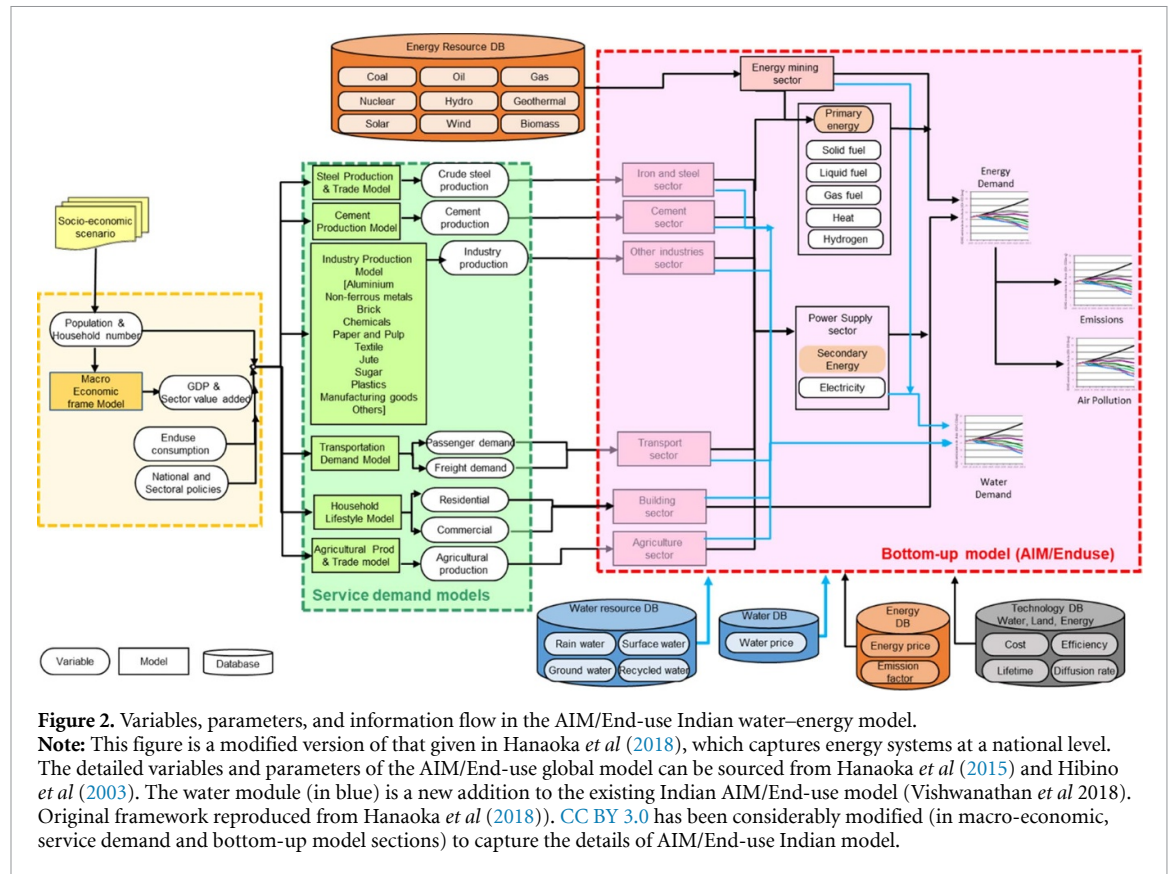 Energy Resource DB
Coal
Oil
Gas
Nuclear
Hydro
Geothermal
Solar
Wind
Biomass
Energy mining
sector
Primary
energy
Solid fuel
Liquid fuel
Gas fuel
Heat
Hydrogen
Energy
Demand
Emissions
Air Pollution
Socio-economic
scenario
Population &
Household number
Macro
Economic
frame Model
GDP &
Sector value added
Enduse
consumption
National and
Sectoral policies
Steel Production
& Trade Model
Crude steel
production
Cement
Production Model
Cement
production
Industry Production
Model
[Aluminium
Non-ferrous metals
Brick
Chemicals
Paper and Pulp
Textile
Jute
Sugar
Plastics
Manufacturing goods
Others]
Industry
production
Transportation
Demand Model
Passenger demand
Freight demand
Household
Lifestyle Model
Residential
Commercial
Agricultural Prod
& Trade model
Agricultural
production
Service demand models
Iron and steel
sector
Cement
sector
Other industries
sector
Power Supply
sector
Secondary
Energy
Electricity
Transport
sector
Building
sector
Agriculture
sector
Water
Demand
Bottom-up model (AIM/Enduse)
Variable
Model
Database
Water resource DB
Rain water
Surface water
Ground water
Recycled water
Water DB
Water price
Energy
DB
Energy price
Emission
factor
Technology DB
Water, Land, Energy
Cost
Efficiency
Lifetime
Diffusion rate
Figure 2. Variables, parameters, and information flow in the AIM/End-use Indian water–energy model.
Note: This figure is a modified version of that given in Hanaoka et al (2018), which captures energy systems at a national level.
The detailed variables and parameters of the AIM/End-use global model can be sourced from Hanaoka et al (2015) and Hibino
et al (2003). The water module (in blue) is a new addition to the existing Indian AIM/End-use model (Vishwanathan et al 2018).
Original framework reproduced from Hanaoka et al (2018)). CC BY 3.0 has been considerably modified (in macro-economic,
service demand and bottom-up model sections) to capture the details of AIM/End-use Indian model.